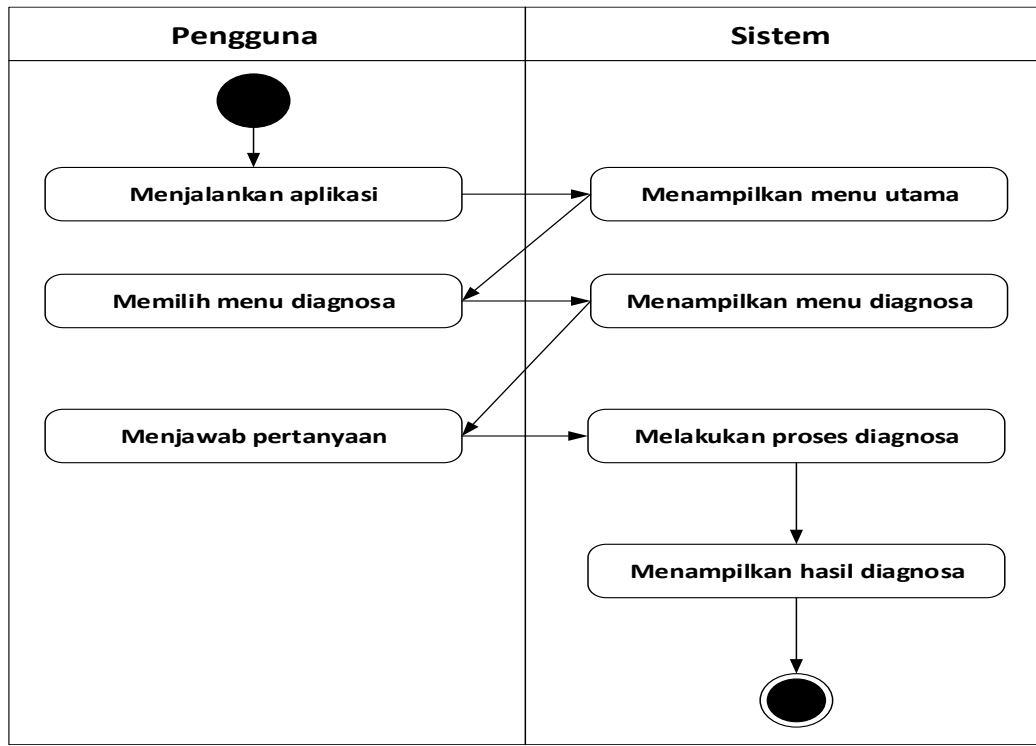 Pengguna
Sistem
Menjalankan aplikasi
Menampilkan menu utama
Memilih menu diagnosa
Menampilkan menu diagnosa
Menjawab pertanyaan
Melakukan proses diagnosa
Menampilkan hasil diagnosa